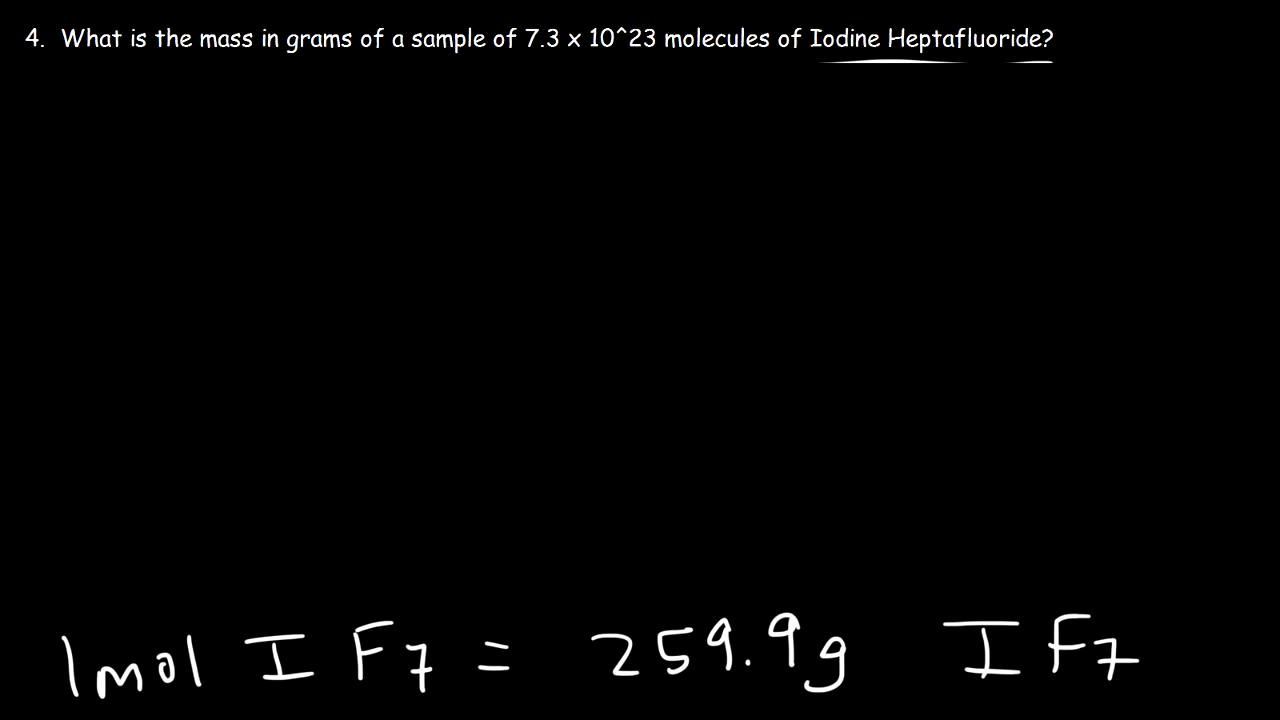 4. What is the mass in grams of a sample of 7.3 x 10^23 molecules of Iodine Heptafluoride?
1mol IF7 = 259.9g IF7